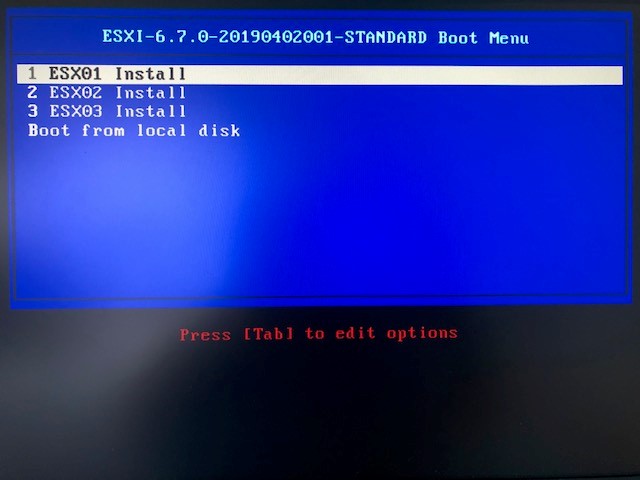 ESXI-6.7.0-20190402001-STANDARD Boot Menu
1 ESX01 Install
2 ESX02 Install
3 ESX03 Install
Boot from local disk
Press [Tab] to edit options